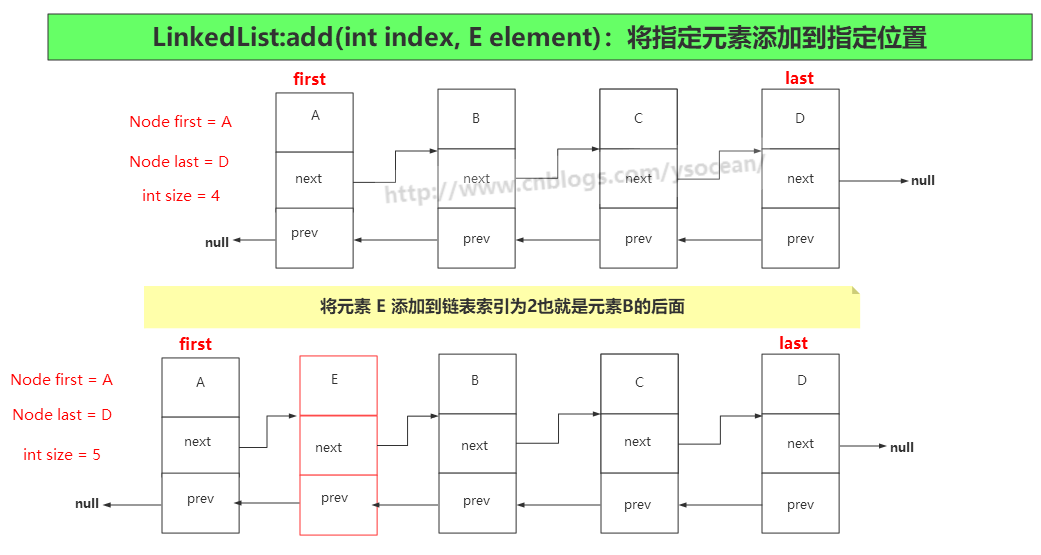 LinkedList:add(int index, E element)：将指定元素添加到指定位置
first last
Node first = A
A B C D
Node last = D
next next next next
int size = 4
null
prev prev prev prev
null
http://www.cnblogs.com/ysocean/
将元素 E 添加到链表索引为2也就是元素B的后面
first last
Node first = A
A E B C D
Node last = D
next next next next next
int size = 5
null
prev prev prev prev prev
null